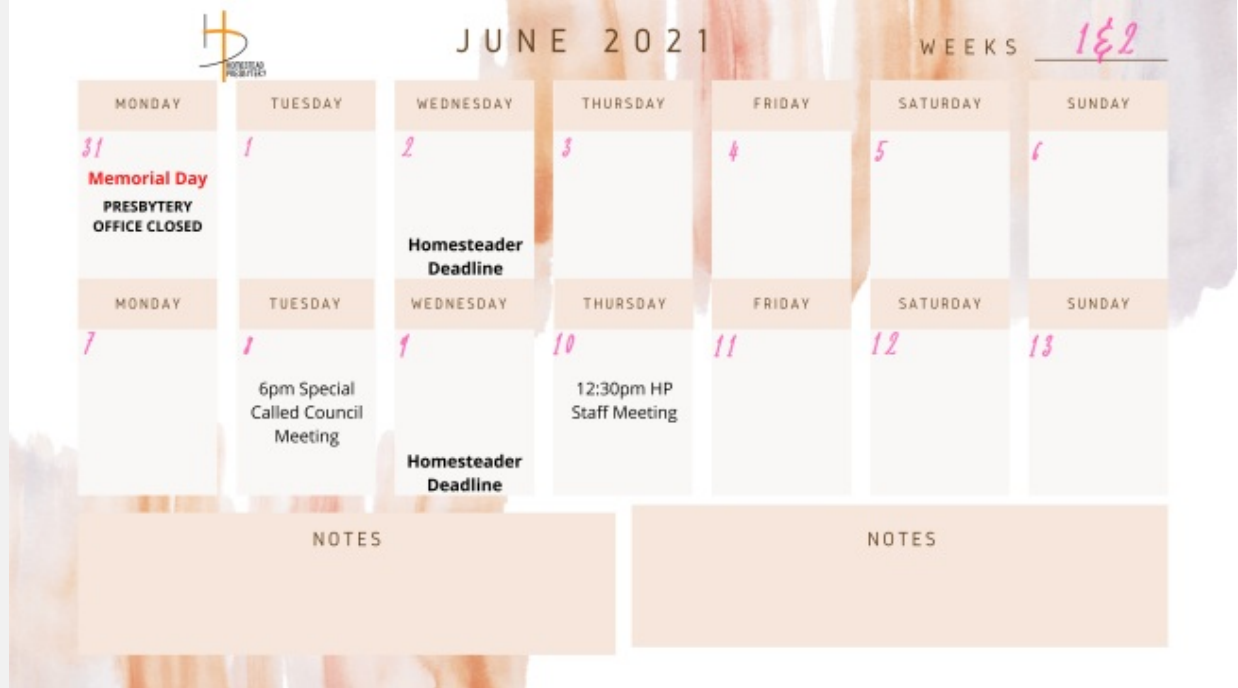 HOMESTEAD
PRESBYTERY
JUNE 2021
WEEKS 1&2
MONDAY TUESDAY WEDNESDAY THURSDAY FRIDAY SATURDAY SUNDAY
31 1 2 3 4 5 6
Memorial Day
PRESBYTERY
OFFICE CLOSED
Homesteader
Deadline
MONDAY TUESDAY WEDNESDAY THURSDAY FRIDAY SATURDAY SUNDAY
7 8 9 10 11 12 13
6pm Special
Called Council
Meeting
Homesteader
Deadline
12:30pm HP
Staff Meeting
NOTES
NOTES